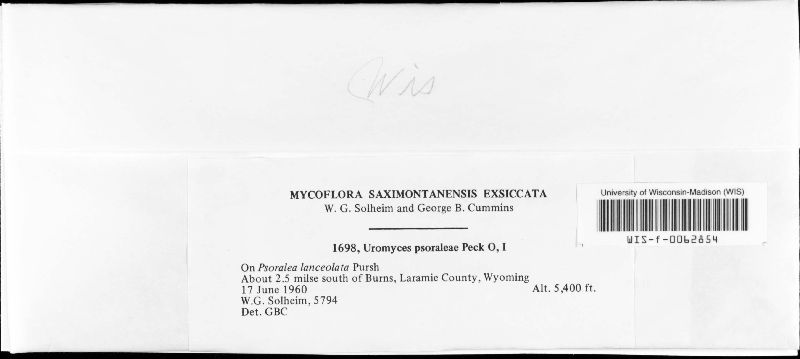 Wis
MYCOFLORA SAXIMONTANENSIS EXSICCATA
W. G. Solheim and George B. Cummins
University of Wisconsin-Madison (WIS)
WIS-f-0062854
1698, Uromyces psoraleae Peck O, I
On Psoralea lanceolata Pursh
About 2.5 milse south of Burns, Laramie County, Wyoming
17 June 1960 Alt. 5,400 ft.
W.G. Solheim, 5794
Det. GBC